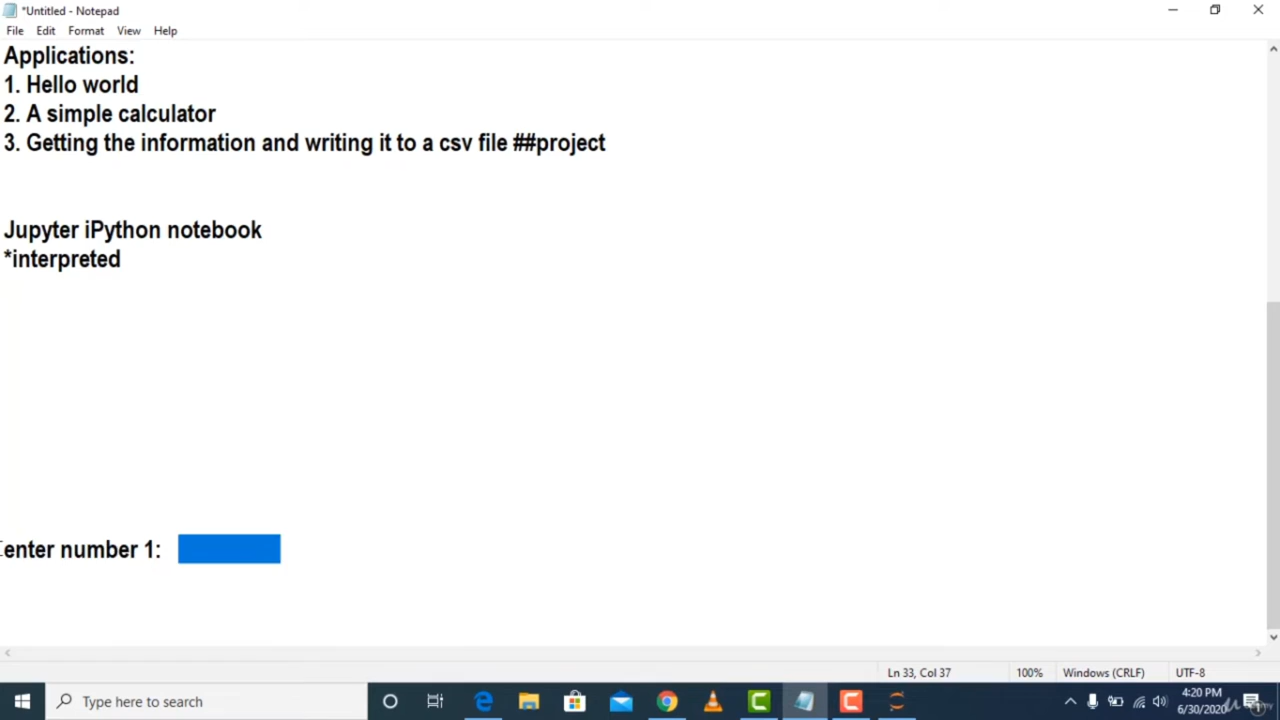 *Untitled - Notepad
File Edit Format View Help
Applications:
1. Hello world
2. A simple calculator
3. Getting the information and writing it to a csv file ##project
Jupyter iPython notebook
*interpreted
enter number 1:
Ln 33, Col 37 100% Windows (CRLF) UTF-8
Type here to search
4:20 PM
6/30/2020